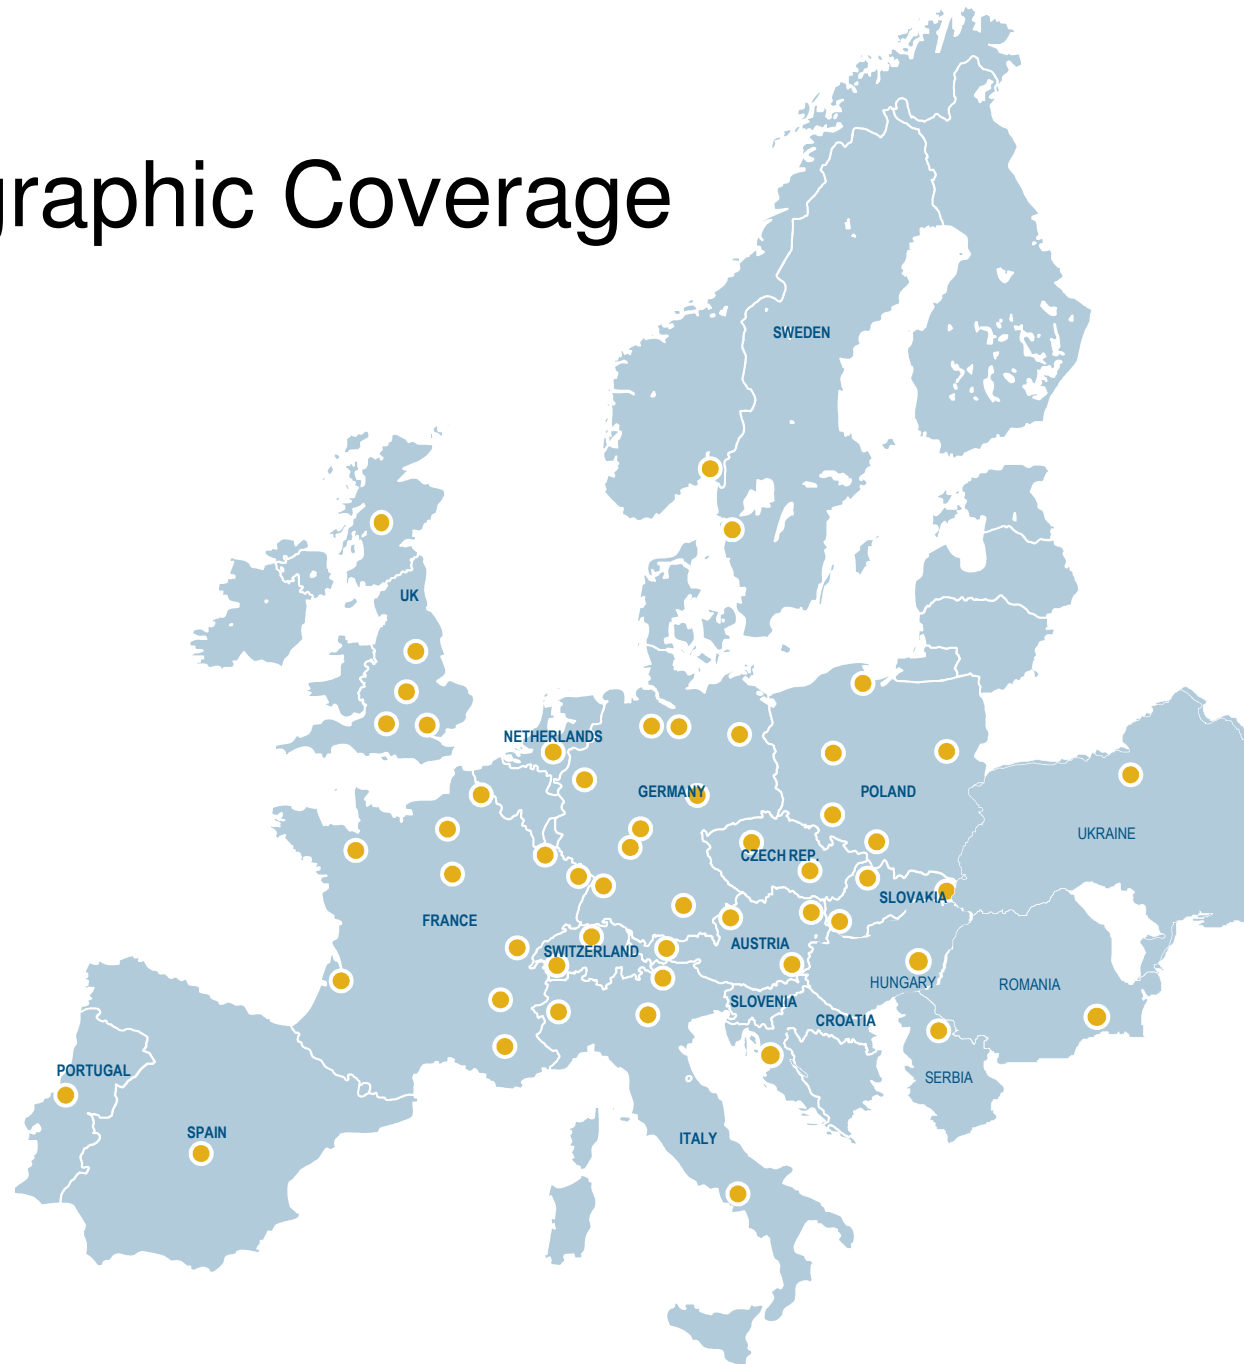 graphic Coverage
SWEDEN
UK
NETHERLANDS
GERMANY
POLAND
UKRAINE
CZECH REP.
SLOVAKIA
FRANCE
SWITZERLAND
AUSTRIA
HUNGARY
ROMANIA
SLOVENIA
CROATIA
PORTUGAL
SERBIA
SPAIN
ITALY